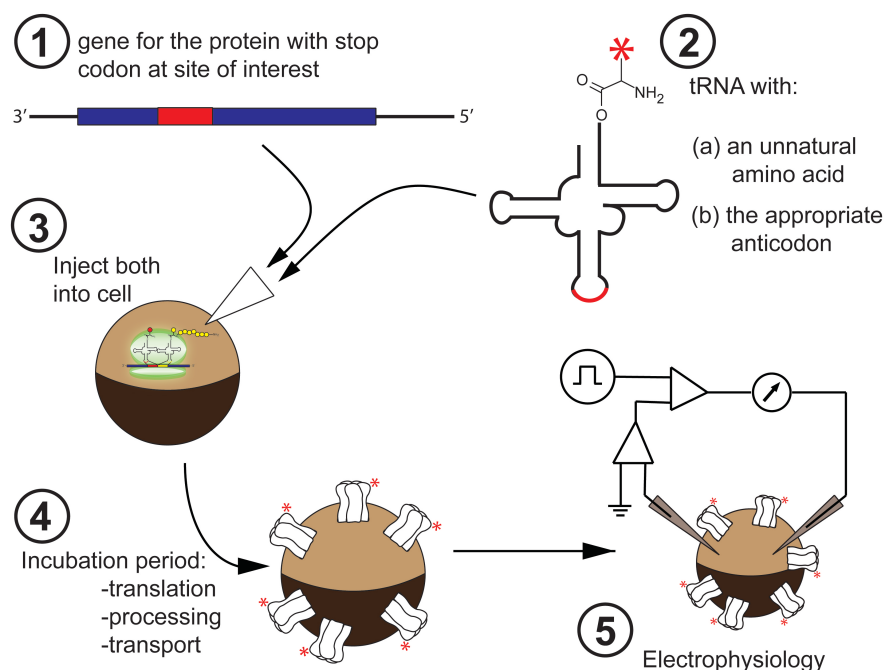 1
gene for the protein with stop
codon at site of interest
3′
5′
2
O
O
NH2
*
tRNA with:
(a) an unnatural
amino acid
(b) the appropriate
anticodon
3
Inject both
into cell
4
Incubation period:
-translation
-processing
-transport
* * * * * *
* * * * * *
5
Electrophysiology